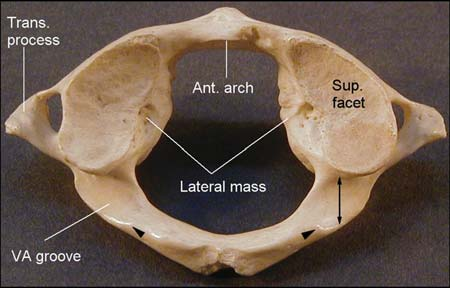 Trans.
process
Ant. arch
Sup.
facet
Lateral mass
VA groove